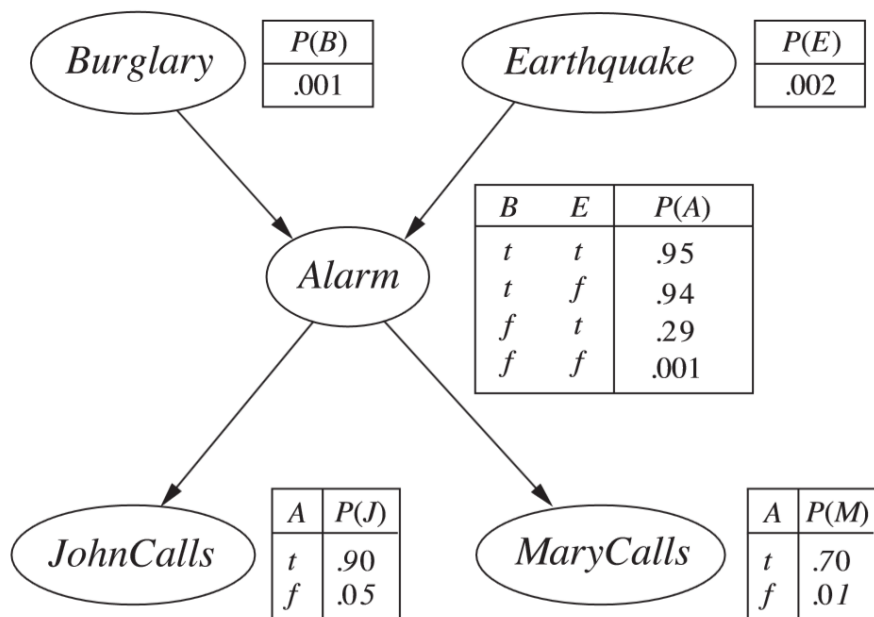 Burglary
P(B)
.001
Earthquake
P(E)
.002
Alarm
B E P(A)
t t .95
t f .94
f t .29
f f .001
JohnCalls
A P(J)
t .90
f .05
MaryCalls
A P(M)
t .70
f .01